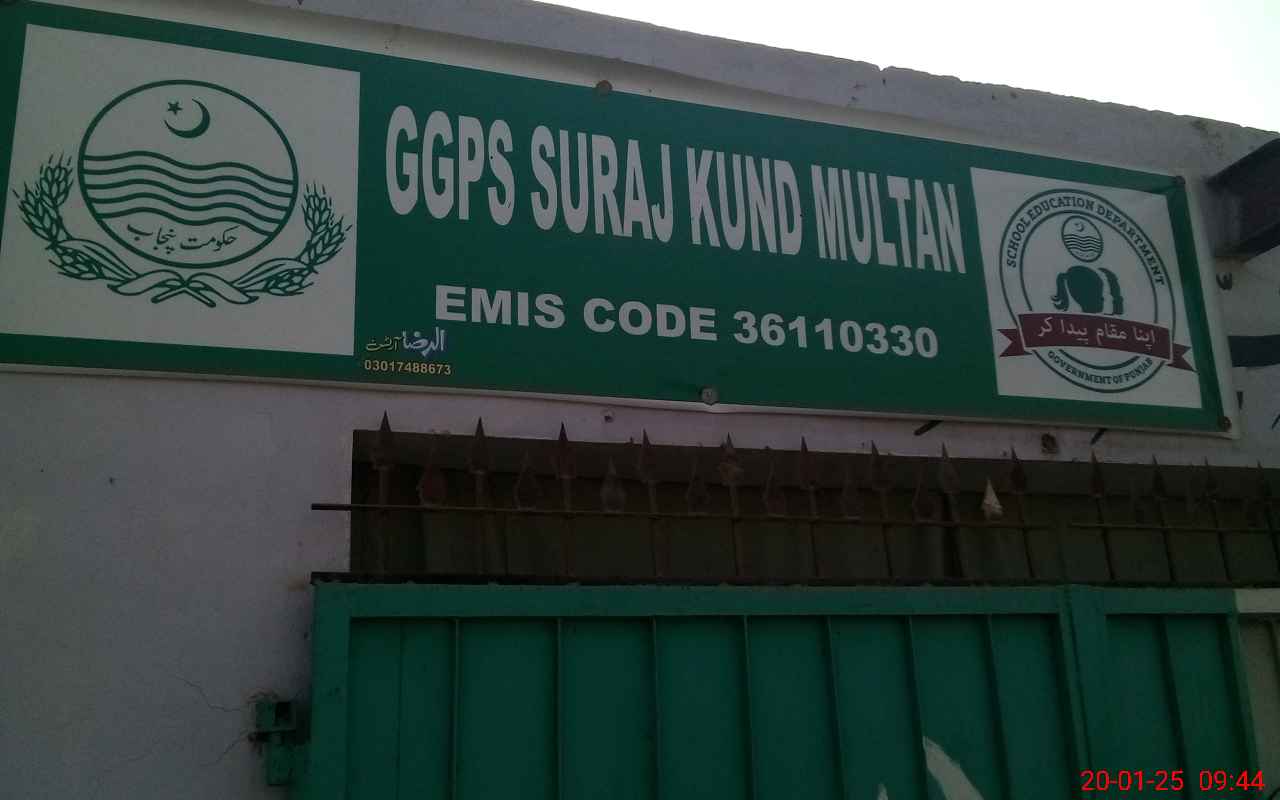 حکومت پنجاب
GGPS SURAJ KUND MULTAN
EMIS CODE 36110330
الرضا آرٹس
03017488673
SCHOOL EDUCATION DEPARTMENT
اپنا مقام پیدا کر
GOVERNMENT OF PUNJAB
20-01-25 09:44